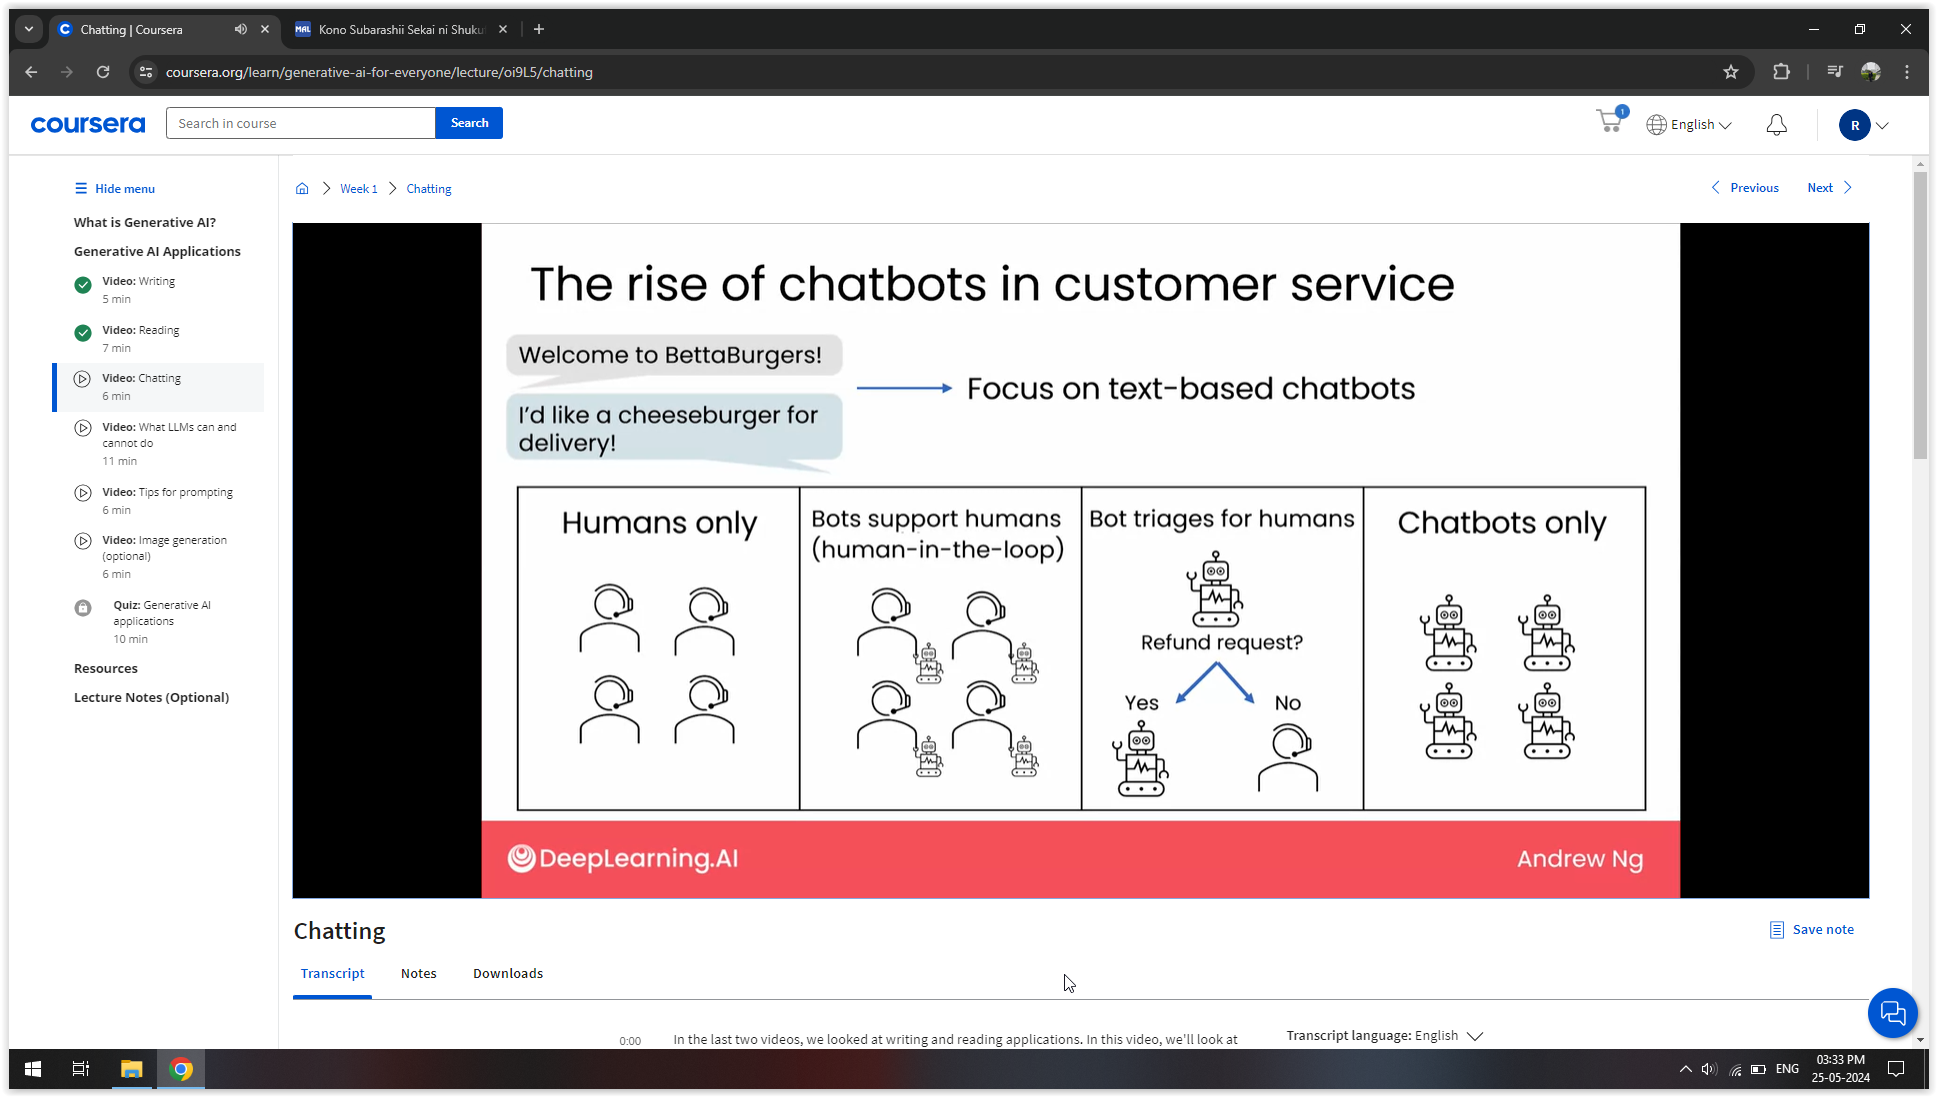 Chatting | Coursera
MAL Kono Subarashii Sekai ni Shuku
coursera.org/learn/generative-ai-for-everyone/lecture/oi9L5/chatting
coursera
Search in course
Search
1
English
R
Hide menu
What is Generative AI?
Generative AI Applications
Video: Writing
5 min
Video: Reading
7 min
Video: Chatting
6 min
Video: What LLMs can and
cannot do
11 min
Video: Tips for prompting
6 min
Video: Image generation
(optional)
6 min
Quiz: Generative AI
applications
10 min
Resources
Lecture Notes (Optional)
Week 1
Chatting
Previous
Next
The rise of chatbots in customer service
Welcome to BettaBurgers!
I'd like a cheeseburger for
delivery!
Focus on text-based chatbots
Humans only
Bots support humans
(human-in-the-loop)
Bot triages for humans
Refund request?
Yes
No
Chatbots only
DeepLearning.AI
Andrew Ng
Chatting
Save note
Transcript
Notes
Downloads
0:00
In the last two videos, we looked at writing and reading applications. In this video, we'll look at
Transcript language: English
ENG
03:33 PM
25-05-2024